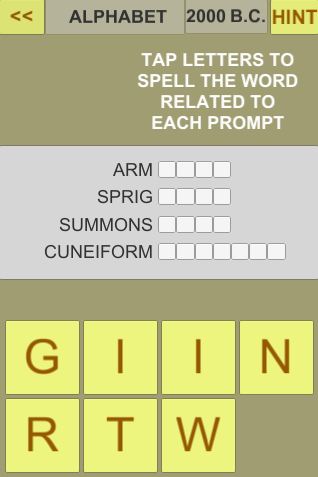 << ALPHABET 2000 B.C. HINT
TAP LETTERS TO
SPELL THE WORD
RELATED TO
EACH PROMPT
ARM
SPRIG
SUMMONS
CUNEIFORM
G I I N
R T W